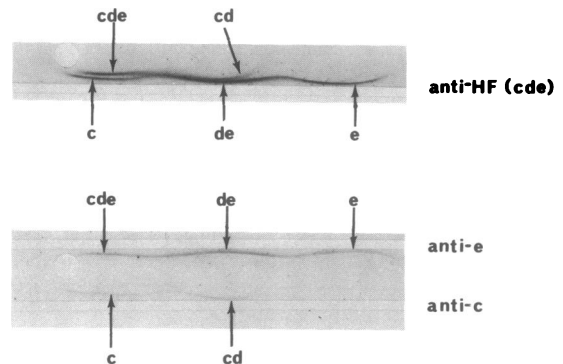 cde cd
anti-HF (cde)
c de e
cde de e
anti-e
anti-c
c cd